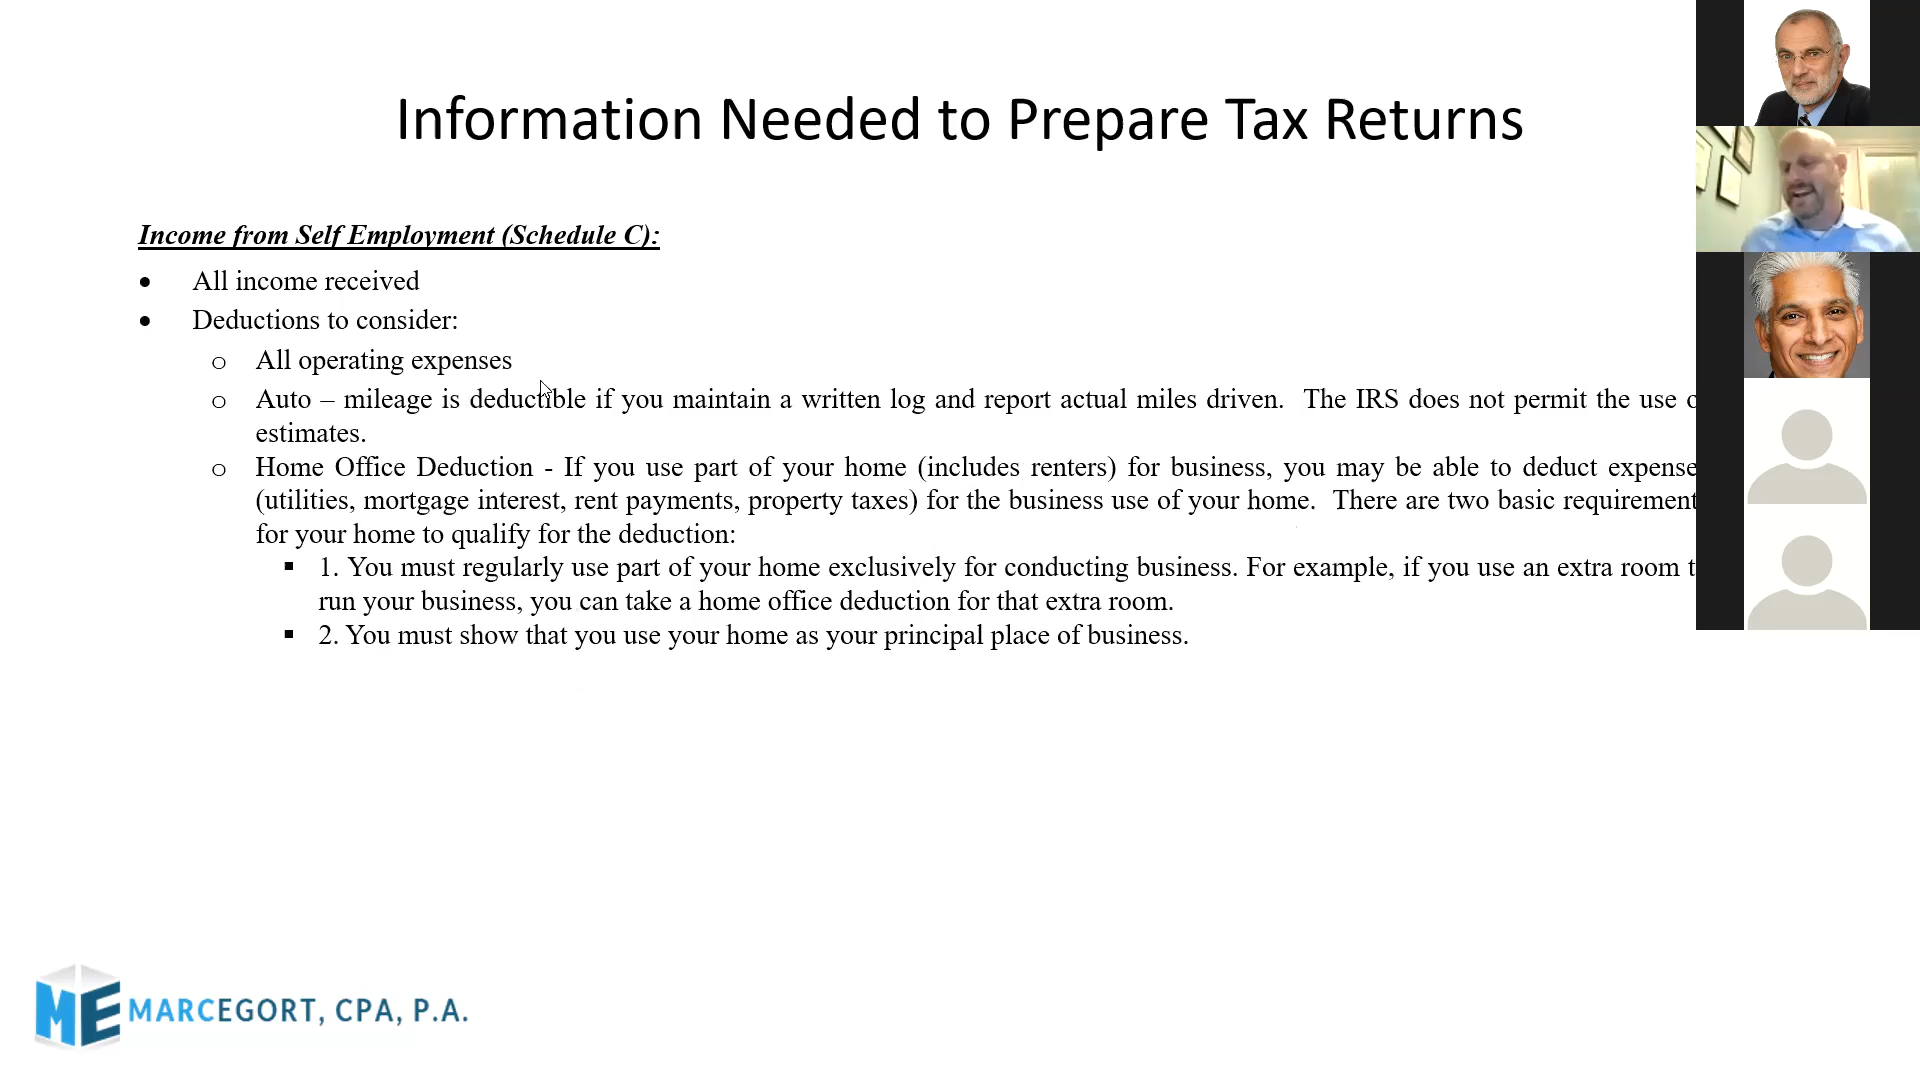 Information Needed to Prepare Tax Returns
Income from Self Employment (Schedule C):
• All income received
• Deductions to consider:
o All operating expenses
o Auto – mileage is deductible if you maintain a written log and report actual miles driven. The IRS does not permit the use o
estimates.
o Home Office Deduction - If you use part of your home (includes renters) for business, you may be able to deduct expense
(utilities, mortgage interest, rent payments, property taxes) for the business use of your home. There are two basic requirement
for your home to qualify for the deduction:
▪ 1. You must regularly use part of your home exclusively for conducting business. For example, if you use an extra room t
run your business, you can take a home office deduction for that extra room.
▪ 2. You must show that you use your home as your principal place of business.
ME MARCEGORT, CPA, P.A.